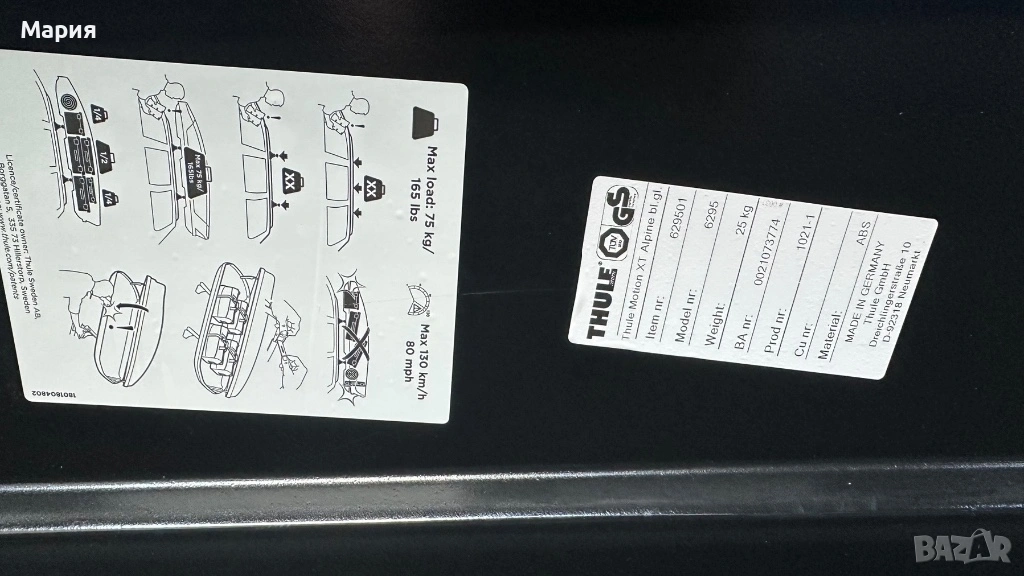 Мария
Max load: 75 kg/
165 lbs
Max 130 km/h
80 mph
XX
XX
Max 75 kg/
165lbs
1/4
1/2
1/4
Licence/certificate owner: Thule Sweden AB,
Borggatan 5, 335 73 Hillerstorp, Sweden
www.thule.com/patents
1801804802
THULE
GS
Thule Motion XT Alpine bl.gl.
Item nr: 629501
Model nr: 6295
Weight: 25 kg
BA nr: 0021073774
Prod nr:
Cu nr: 1021-1
Material: ABS
MADE IN GERMANY
Thule GmbH
Dreichlingerstraße 10
D-92318 Neumarkt
BAZAR